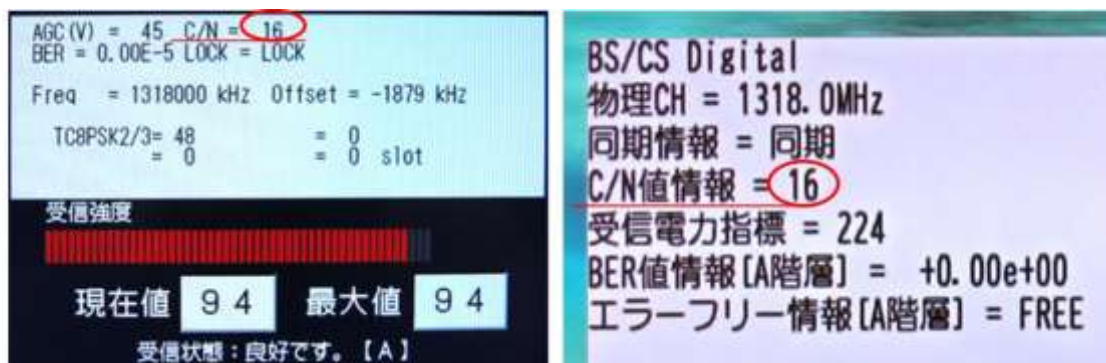 AGC(V) = 45 C/N = 16
BER = 0.00E-5 LOCK = LOCK
Freq = 1318000 kHz Offset = -1879 kHz
TC8PSK2/3= 48 = 0
= 0 = 0 slot
受信強度
現在値 94 最大値 94
受信状態:良好です。【A】
BS/CS Digital
物理CH = 1318.0MHz
同期情報 = 同期
C/N値情報 = 16
受信電力指標 = 224
BER値情報[A階層] = +0.00e+00
エラーフリー情報[A階層] = FREE